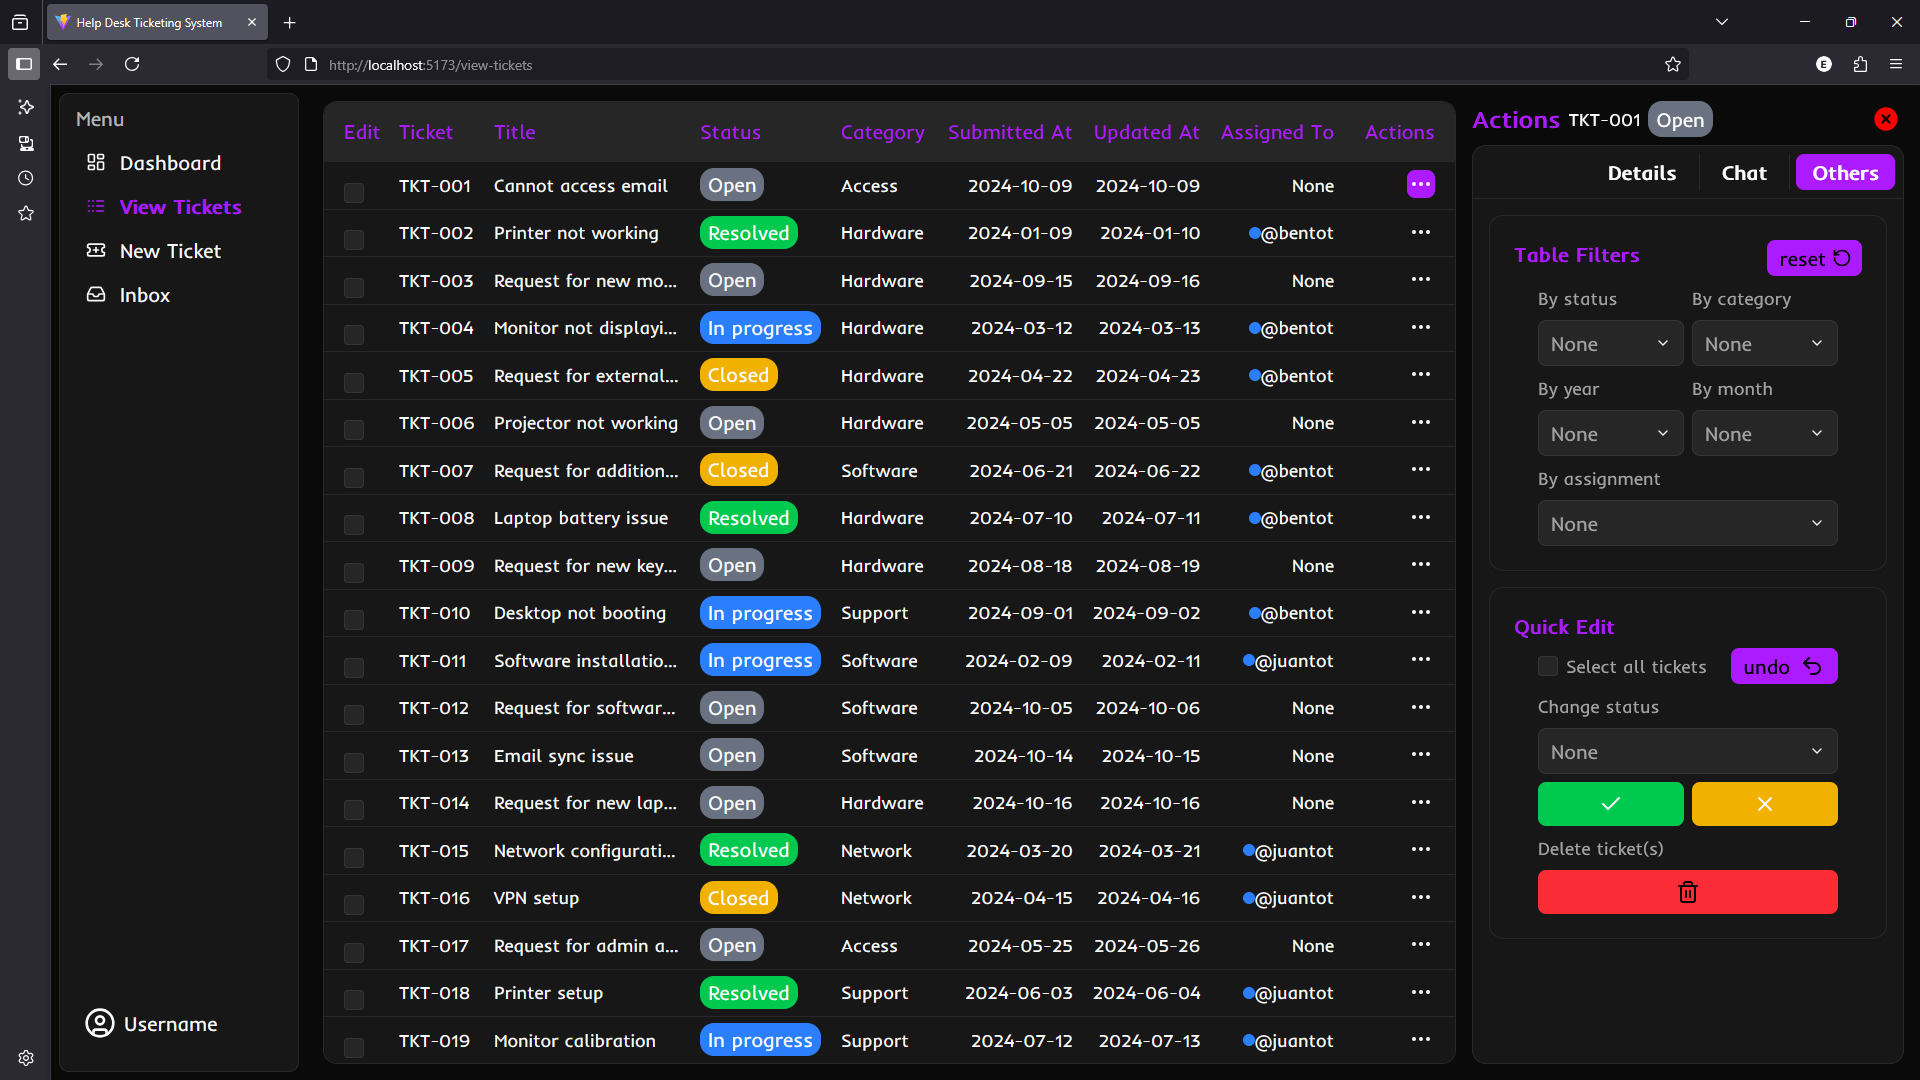 Help Desk Ticketing System
http://localhost:5173/view-tickets
E
Menu
Dashboard
View Tickets
New Ticket
Inbox
Username
Edit Ticket Title Status Category Submitted At Updated At Assigned To Actions
TKT-001 Cannot access email Open Access 2024-10-09 2024-10-09 None
TKT-002 Printer not working Resolved Hardware 2024-01-09 2024-01-10 @bentot
TKT-003 Request for new mo... Open Hardware 2024-09-15 2024-09-16 None
TKT-004 Monitor not displayi... In progress Hardware 2024-03-12 2024-03-13 @bentot
TKT-005 Request for external... Closed Hardware 2024-04-22 2024-04-23 @bentot
TKT-006 Projector not working Open Hardware 2024-05-05 2024-05-05 None
TKT-007 Request for addition... Closed Software 2024-06-21 2024-06-22 @bentot
TKT-008 Laptop battery issue Resolved Hardware 2024-07-10 2024-07-11 @bentot
TKT-009 Request for new key... Open Hardware 2024-08-18 2024-08-19 None
TKT-010 Desktop not booting In progress Support 2024-09-01 2024-09-02 @bentot
TKT-011 Software installatio... In progress Software 2024-02-09 2024-02-11 @juantot
TKT-012 Request for softwar... Open Software 2024-10-05 2024-10-06 None
TKT-013 Email sync issue Open Software 2024-10-14 2024-10-15 None
TKT-014 Request for new lap... Open Hardware 2024-10-16 2024-10-16 None
TKT-015 Network configurati... Resolved Network 2024-03-20 2024-03-21 @juantot
TKT-016 VPN setup Closed Network 2024-04-15 2024-04-16 @juantot
TKT-017 Request for admin a... Open Access 2024-05-25 2024-05-26 None
TKT-018 Printer setup Resolved Support 2024-06-03 2024-06-04 @juantot
TKT-019 Monitor calibration In progress Support 2024-07-12 2024-07-13 @juantot
Actions TKT-001 Open
Details Chat Others
Table Filters reset
By status By category
None None
By year By month
None None
By assignment
None
Quick Edit
Select all tickets undo
Change status
None
Delete ticket(s)